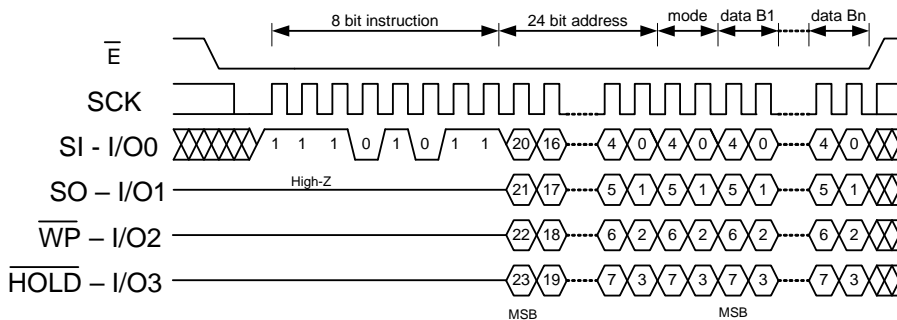 8 bit instruction 24 bit address mode data B1 data Bn
E
SCK
SI - I/O0 1 1 1 0 1 0 1 1 20 16 4 0 4 0 4 0 4 0
High-Z
SO – I/O1 21 17 5 1 5 1 5 1 5 1
WP – I/O2 22 18 6 2 6 2 6 2 6 2
HOLD – I/O3 23 19 7 3 7 3 7 3 7 3
MSB MSB